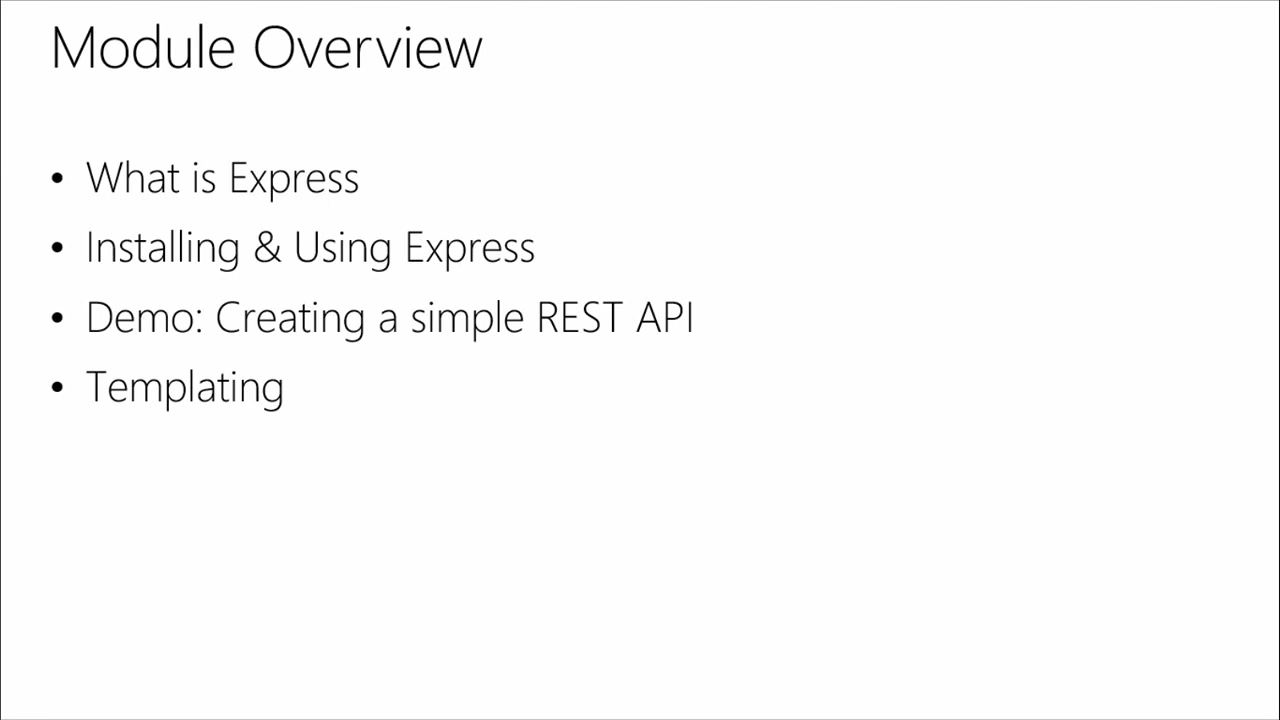 Module Overview
• What is Express
• Installing & Using Express
• Demo: Creating a simple REST API
• Templating